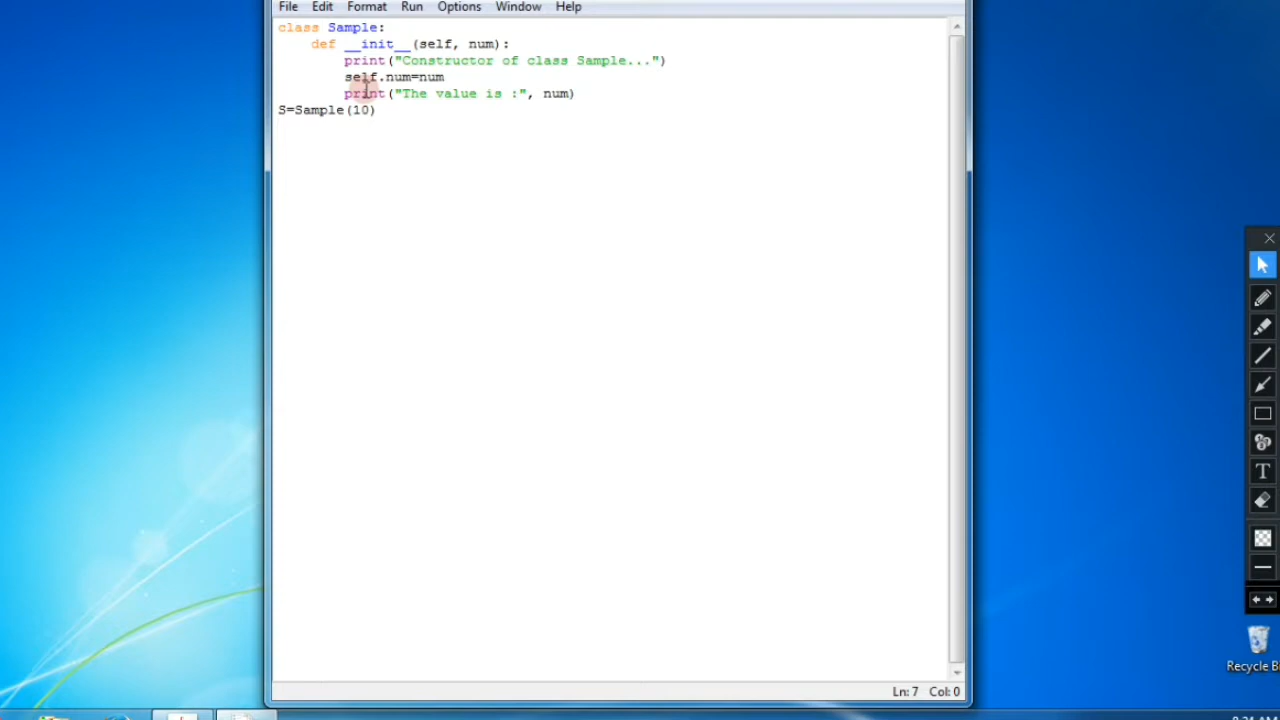 File Edit Format Run Options Window Help
class Sample:
    def __init__(self, num):
        print("Constructor of class Sample...")
        self.num=num
        print("The value is :", num)
S=Sample(10)
T
Recycle Bi
Ln: 7 Col: 0